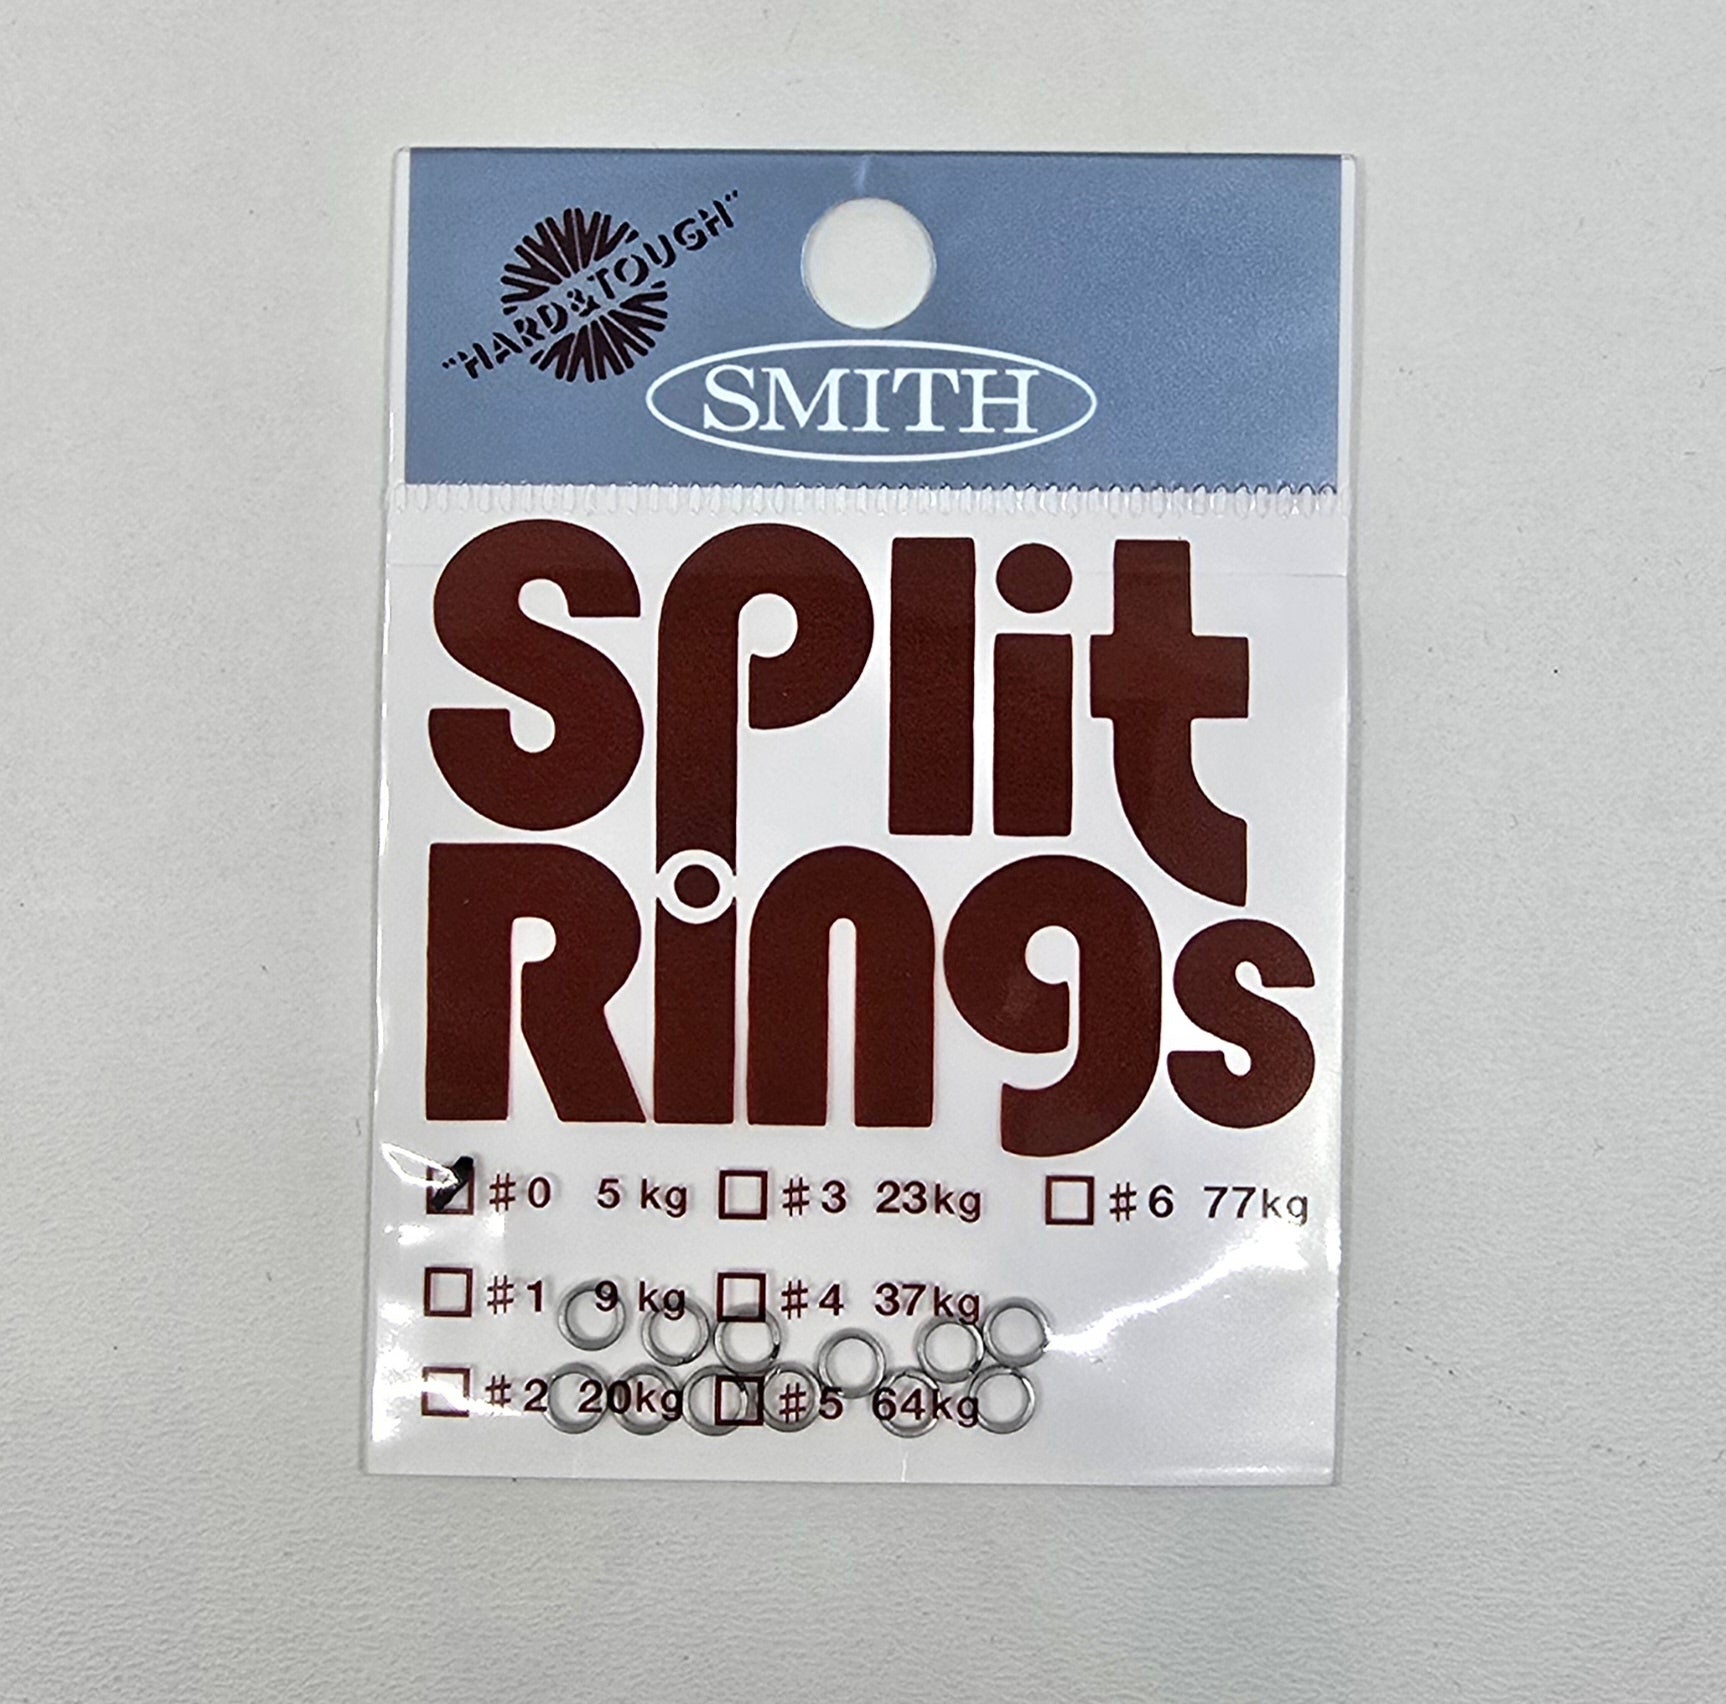 "HARD&TOUGH"
SMITH
Split
Rings
#0 5 kg #3 23kg #6 77kg
#1 9 kg #4 37kg
#2 20kg #5 64kg